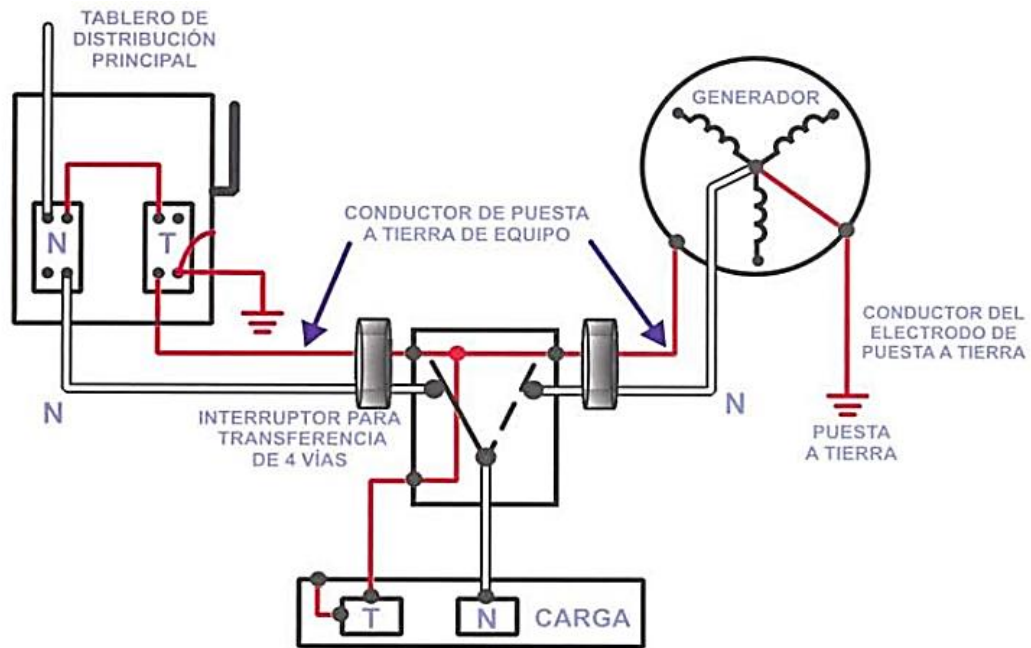 TABLERO DE
DISTRIBUCIÓN
PRINCIPAL
GENERADOR
CONDUCTOR DE PUESTA
A TIERRA DE EQUIPO
N
T
CONDUCTOR DEL
ELECTRODO DE
PUESTA A TIERRA
N
INTERRUPTOR PARA
TRANSFERENCIA
DE 4 VÍAS
N
PUESTA
A TIERRA
T
N
CARGA